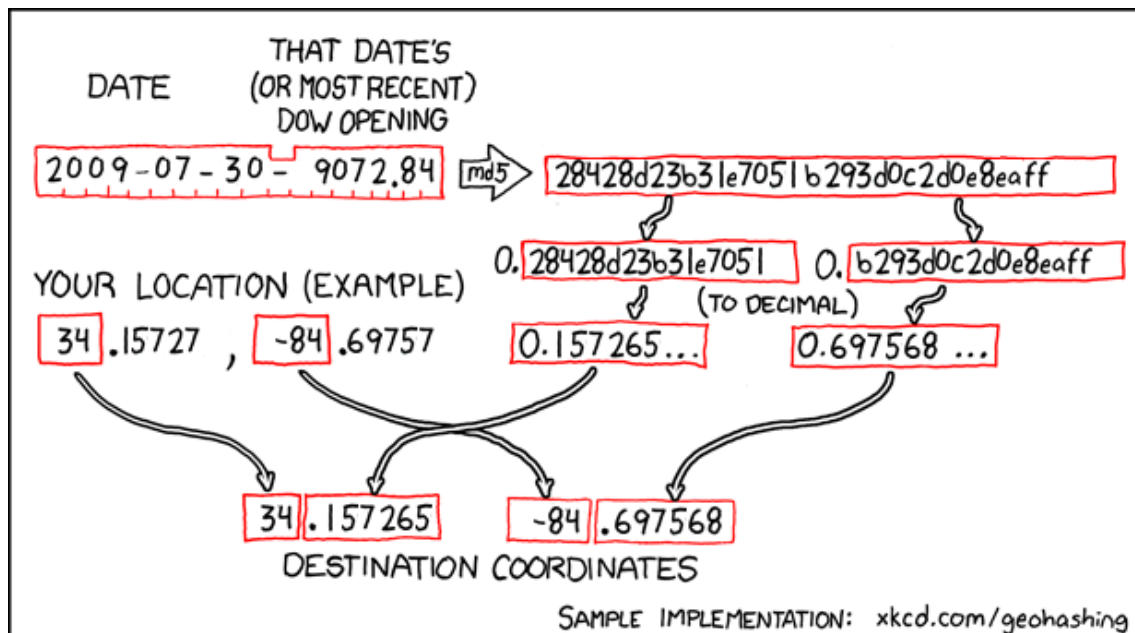 DATE
THAT DATE'S
(OR MOST RECENT)
DOW OPENING
2009-07-30- 9072.84
md5
28428d23b31e7051b293d0c2d0e8eaff
0.28428d23b31e7051
0.b293d0c2d0e8eaff
YOUR LOCATION (EXAMPLE)
(TO DECIMAL)
34.15727, -84.69757
0.157265...
0.697568 ...
34.157265
-84.697568
DESTINATION COORDINATES
SAMPLE IMPLEMENTATION: xkcd.com/geohashing